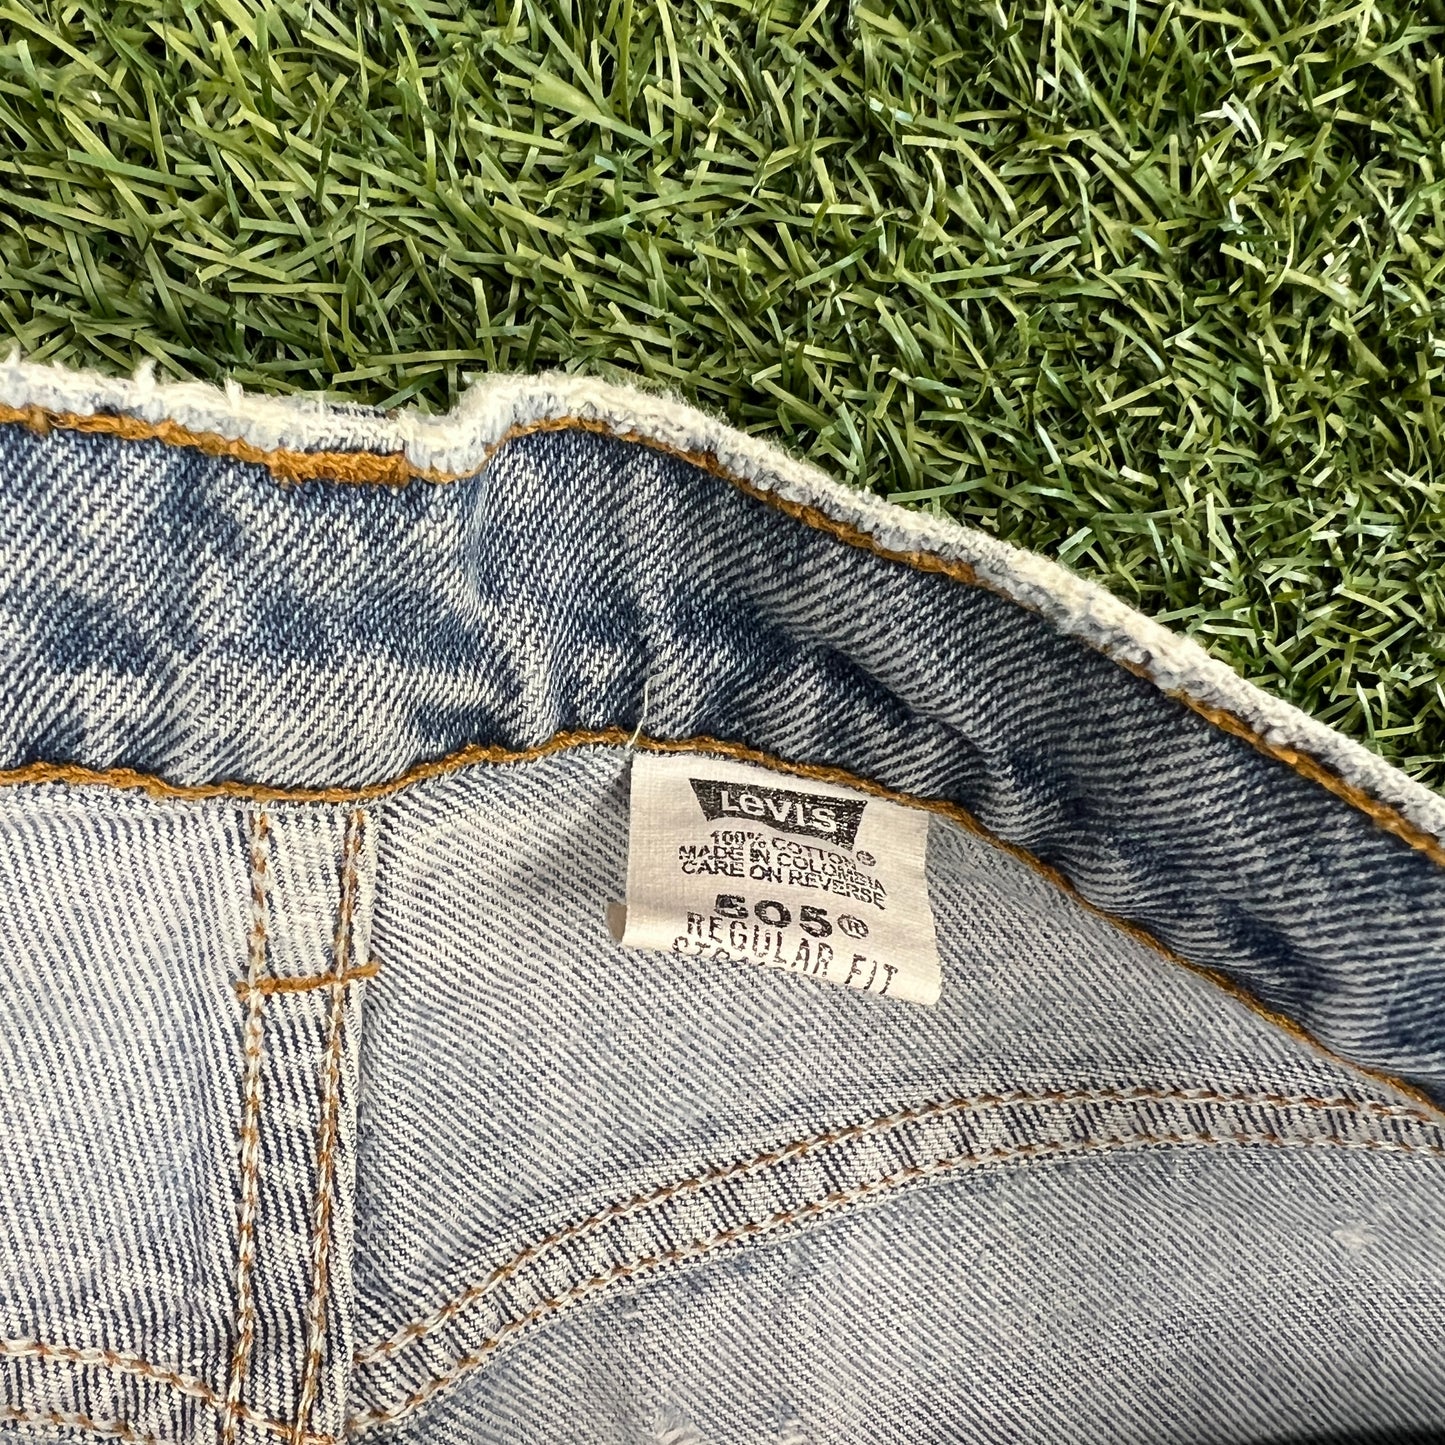 Levi's
100% COTTON®
MADE IN COLOMBIA
CARE ON REVERSE
505®
REGULAR FIT